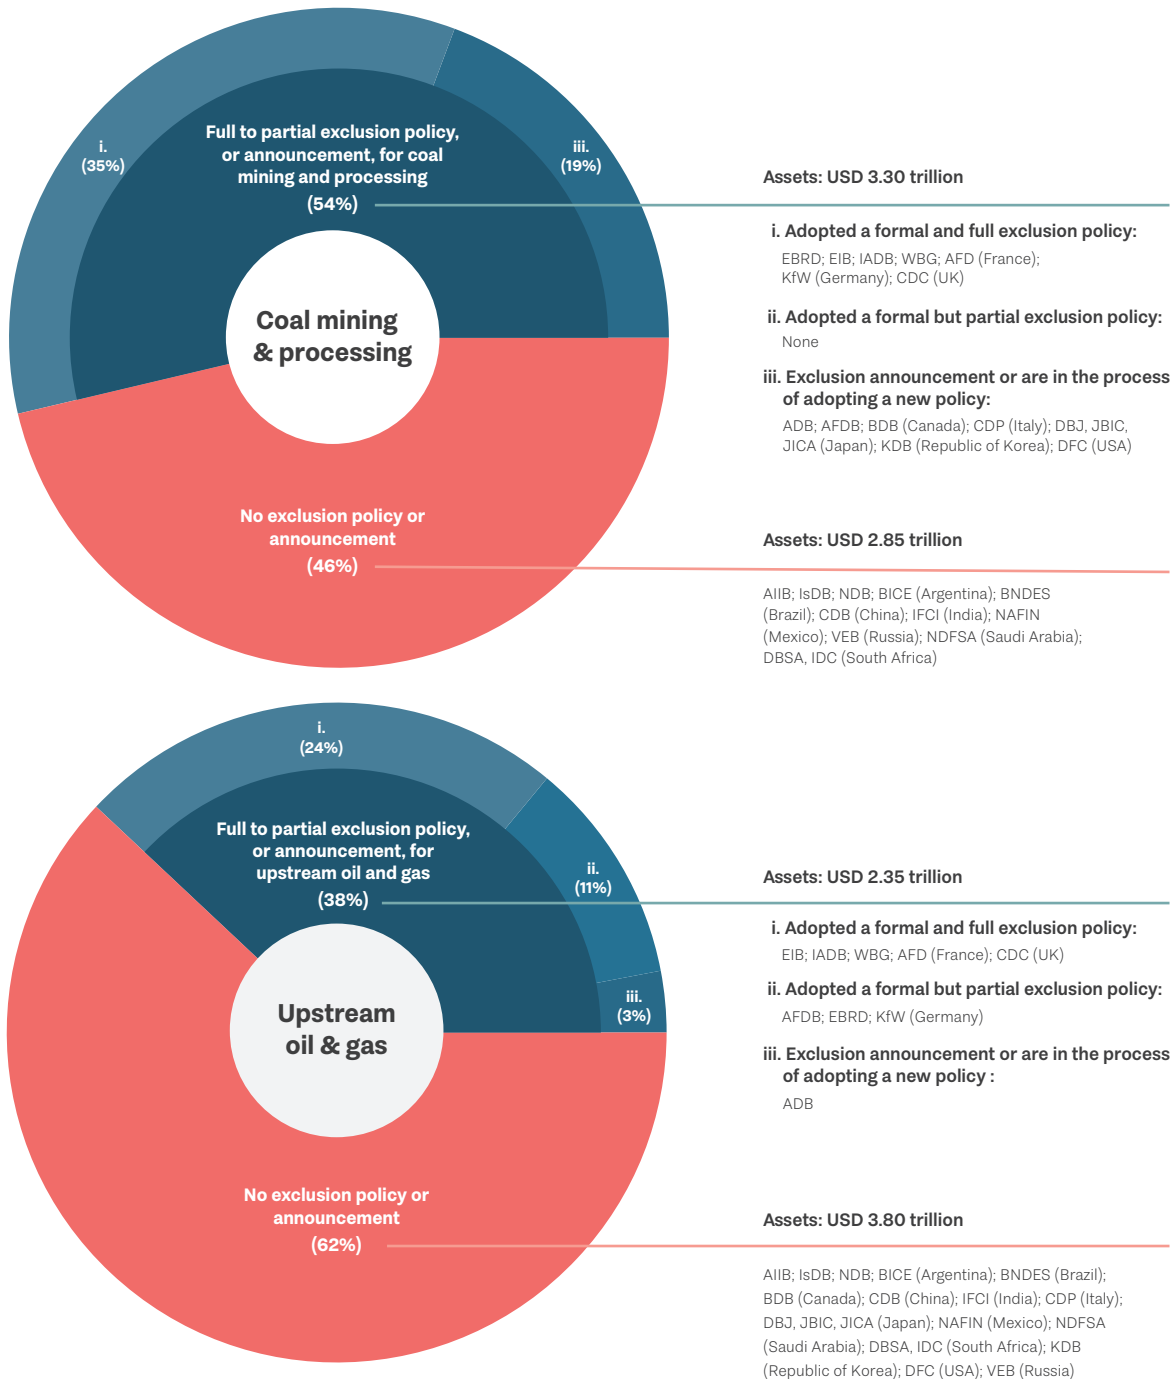 i.
(35%)
Full to partial exclusion policy,
or announcement, for coal
mining and processing
(54%)
iii.
(19%)
Coal mining
& processing
No exclusion policy or
announcement
(46%)
Assets: USD 3.30 trillion
i. Adopted a formal and full exclusion policy:
EBRD; EIB; IADB; WBG; AFD (France);
KfW (Germany); CDC (UK)
ii. Adopted a formal but partial exclusion policy:
None
iii. Exclusion announcement or are in the process
of adopting a new policy:
ADB; AFDB; BDB (Canada); CDP (Italy); DBJ, JBIC,
JICA (Japan); KDB (Republic of Korea); DFC (USA)
Assets: USD 2.85 trillion
AIIB; IsDB; NDB; BICE (Argentina); BNDES
(Brazil); CDB (China); IFCI (India); NAFIN
(Mexico); VEB (Russia); NDFSA (Saudi Arabia);
DBSA, IDC (South Africa)
i.
(24%)
Full to partial exclusion policy,
or announcement, for
upstream oil and gas
(38%)
ii.
(11%)
iii.
(3%)
Upstream
oil & gas
No exclusion policy or
announcement
(62%)
Assets: USD 2.35 trillion
i. Adopted a formal and full exclusion policy:
EIB; IADB; WBG; AFD (France); CDC (UK)
ii. Adopted a formal but partial exclusion policy:
AFDB; EBRD; KfW (Germany)
iii. Exclusion announcement or are in the process
of adopting a new policy :
ADB
Assets: USD 3.80 trillion
AIIB; IsDB; NDB; BICE (Argentina); BNDES (Brazil);
BDB (Canada); CDB (China); IFCI (India); CDP (Italy);
DBJ, JBIC, JICA (Japan); NAFIN (Mexico); NDFSA
(Saudi Arabia); DBSA, IDC (South Africa); KDB
(Republic of Korea); DFC (USA); VEB (Russia)